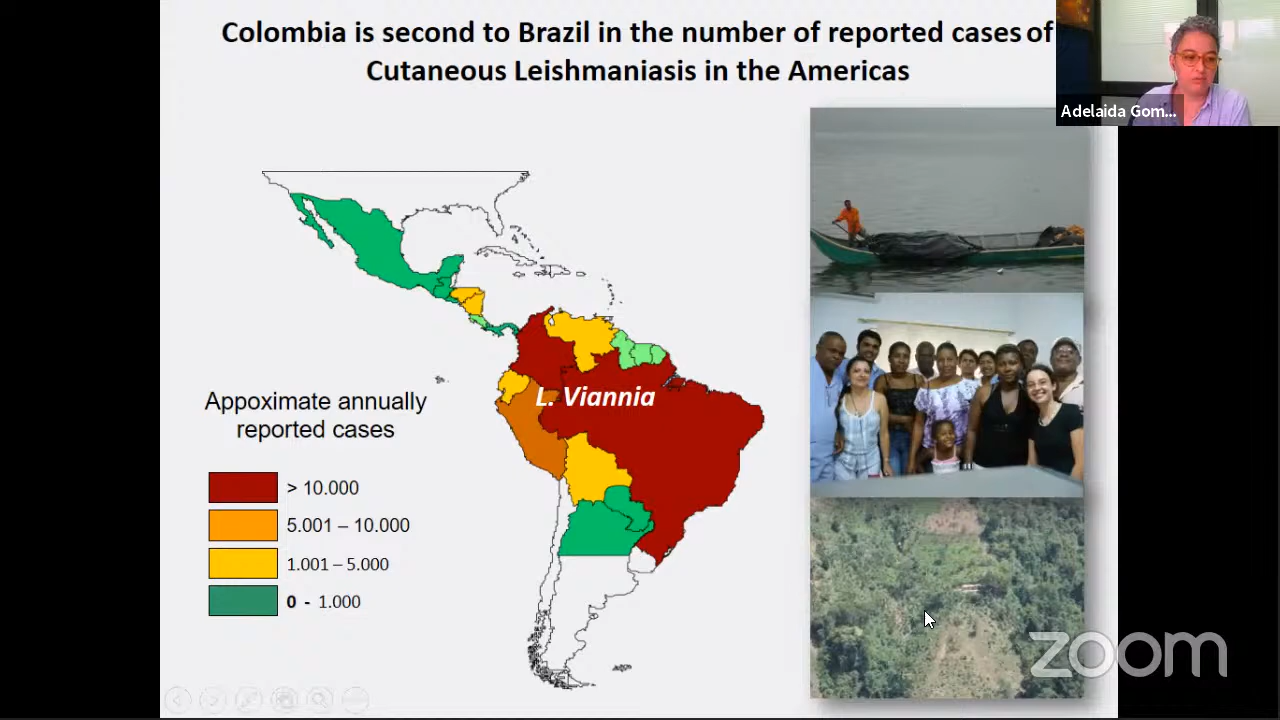 Colombia is second to Brazil in the number of reported cases of
Cutaneous Leishmaniasis in the Americas
Adelaida Gom...
L. Viannia
Appoximate annually
reported cases
> 10.000
5.001 – 10.000
1.001 – 5.000
0 - 1.000
zoom